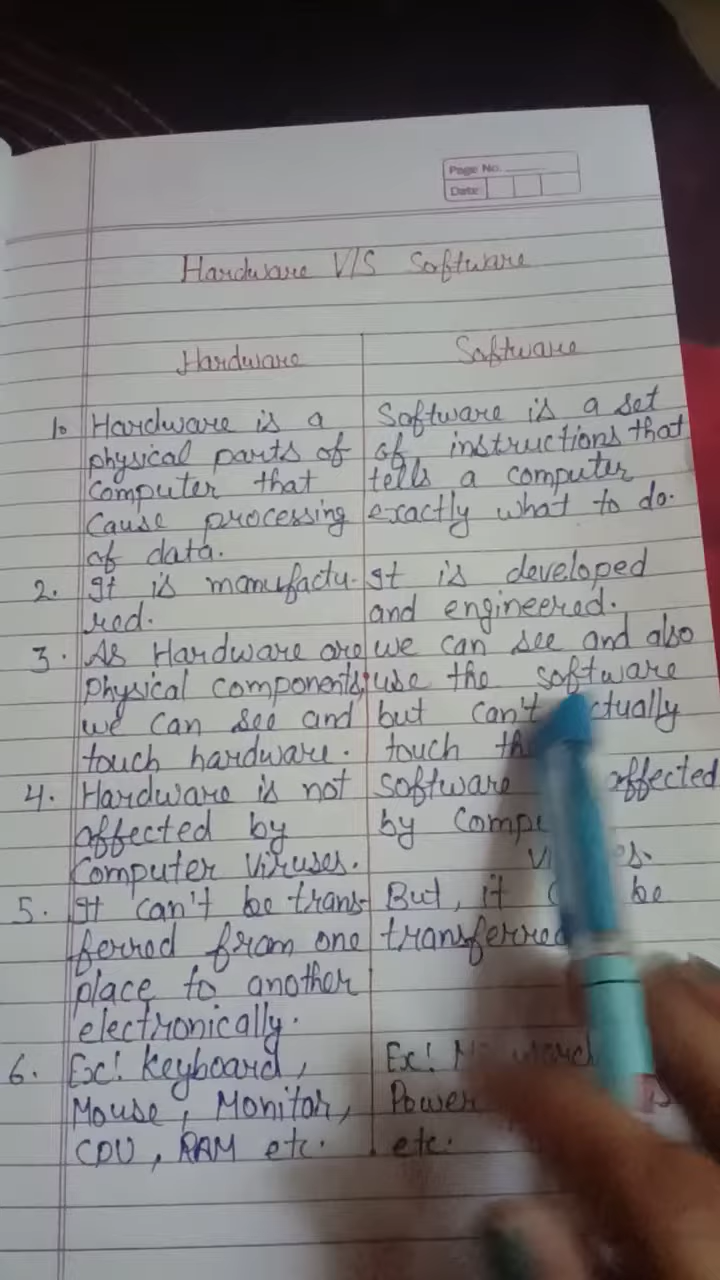 Page No.
Date
Hardware V/S Software
Hardware
Software
1. Hardware is a
physical parts of
computer that
cause processing
of data.
Software is a set
of instructions that
tells a computer
exactly what to do.
2. It is manufactu-
red.
It is developed
and engineered.
3. As Hardware are
physical components,
we can see and
touch hardware.
we can see and also
use the software
but can't actually
touch
4. Hardware is not
affected by
Computer Viruses.
software affected
by
5. It can't be trans-
ferred from one
place to another
electronically.
But, it be
transferred
6. Ex! Keyboard,
Mouse, Monitor,
CPU, RAM etc.
Ex!
Power
etc.